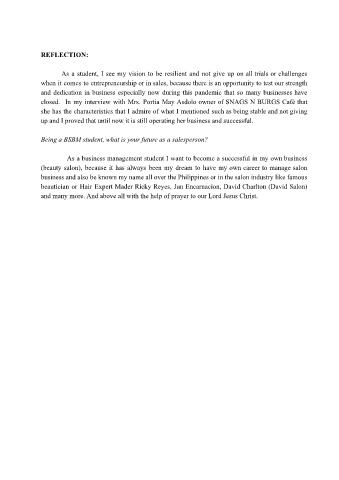 REFLECTION:
As a student, I see my vision to be resilient and not give up on all trials or challenges
when it comes to entrepreneurship or in sales, because there is an opportunity to test our strength
and dedication in business especially now during this pandemic that so many businesses have
closed. In my interview with Mrs. Portia May Asdolo owner of SNAGS N BURGS Café that
she has the characteristics that I admire of what I mentioned such as being stable and not giving
up and I proved that until now it is still operating her business and successful.
Being a BSBM student, what is your future as a salesperson?
As a business management student I want to become a successful in my own business
(beauty salon), because it has always been my dream to have my own career to manage salon
business and also be known my name all over the Philippines or in the salon industry like famous
beautician or Hair Expert Mader Ricky Reyes, Jun Encarnacion, David Charlton (David Salon)
and many more. And above all with the help of prayer to our Lord Jesus Christ.